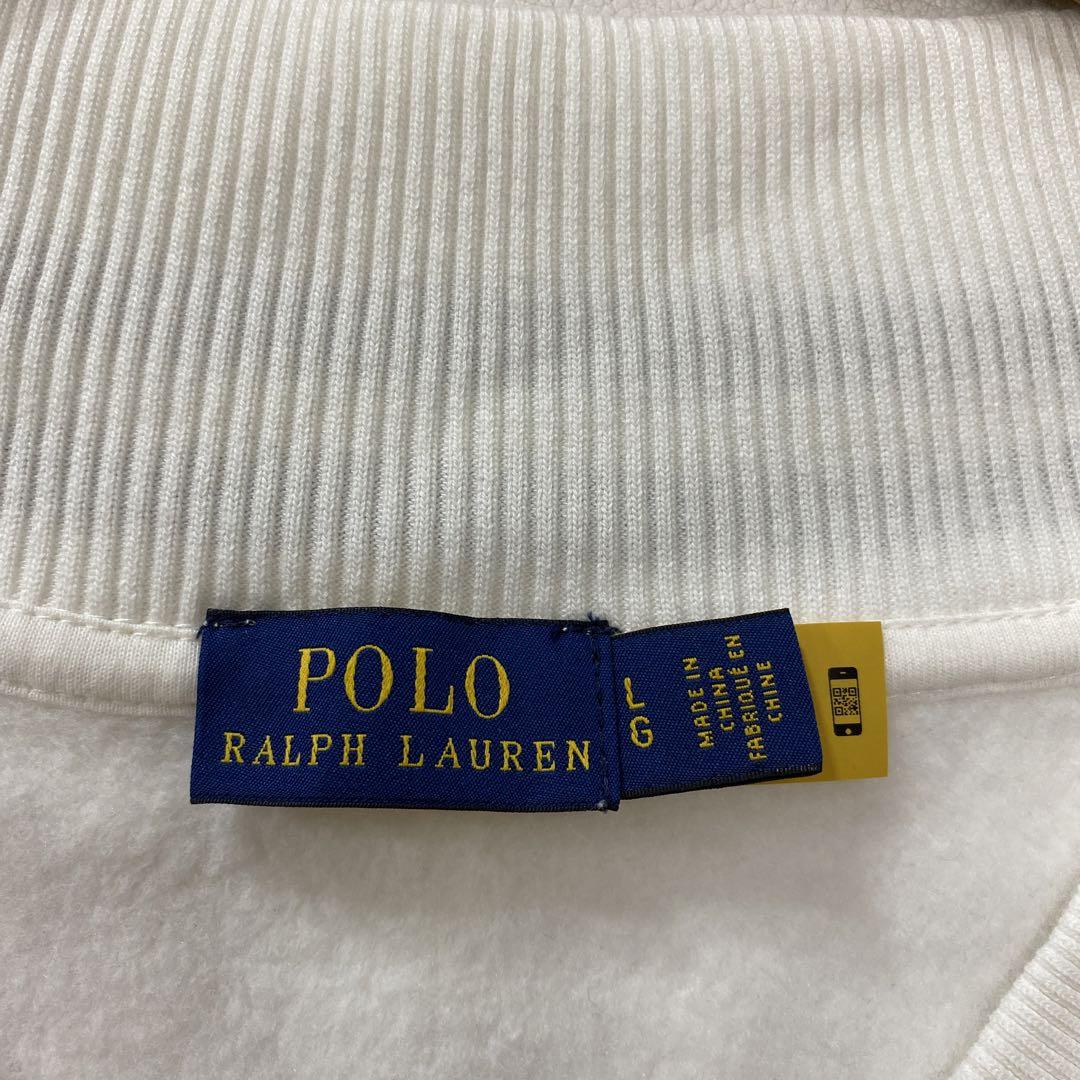 POLO
RALPH LAUREN
L
G
MADE IN
CHINA
FABRIQUÉ EN
CHINE